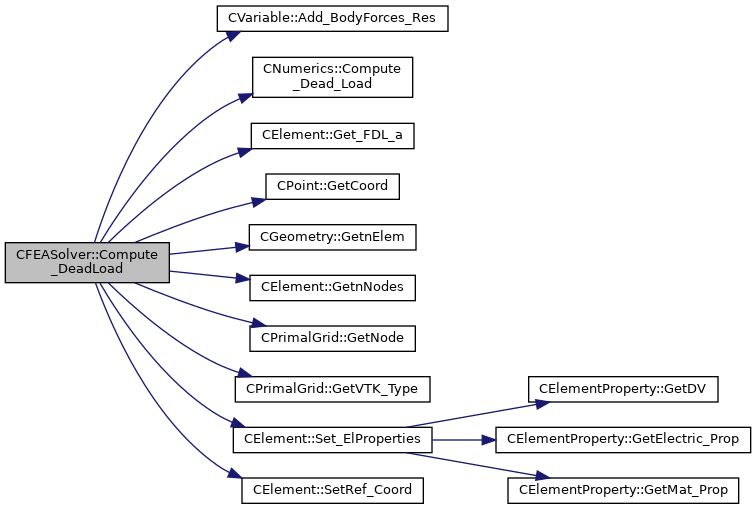 CVariable::Add_BodyForces_Res
CNumerics::Compute
_Dead_Load
CElement::Get_FDL_a
CPoint::GetCoord
CGeometry::GetnElem
CFEASolver::Compute
_DeadLoad
CElement::GetnNodes
CPrimalGrid::GetNode
CPrimalGrid::GetVTK_Type
CElement::Set_ElProperties
CElement::SetRef_Coord
CElementProperty::GetDV
CElementProperty::GetElectric_Prop
CElementProperty::GetMat_Prop